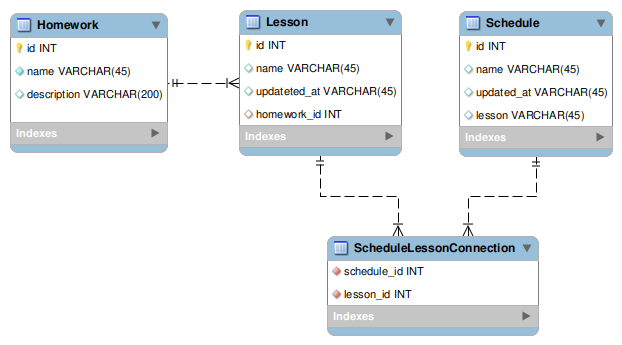 Homework
id INT
name VARCHAR(45)
description VARCHAR(200)
Indexes
Lesson
id INT
name VARCHAR(45)
updateted_at VARCHAR(45)
homework_id INT
Indexes
Schedule
id INT
name VARCHAR(45)
updated_at VARCHAR(45)
lesson VARCHAR(45)
Indexes
ScheduleLessonConnection
schedule_id INT
lesson_id INT
Indexes